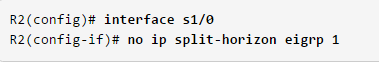 R2(config)# interface s1/0
R2(config-if)# no ip split-horizon eigrp 1